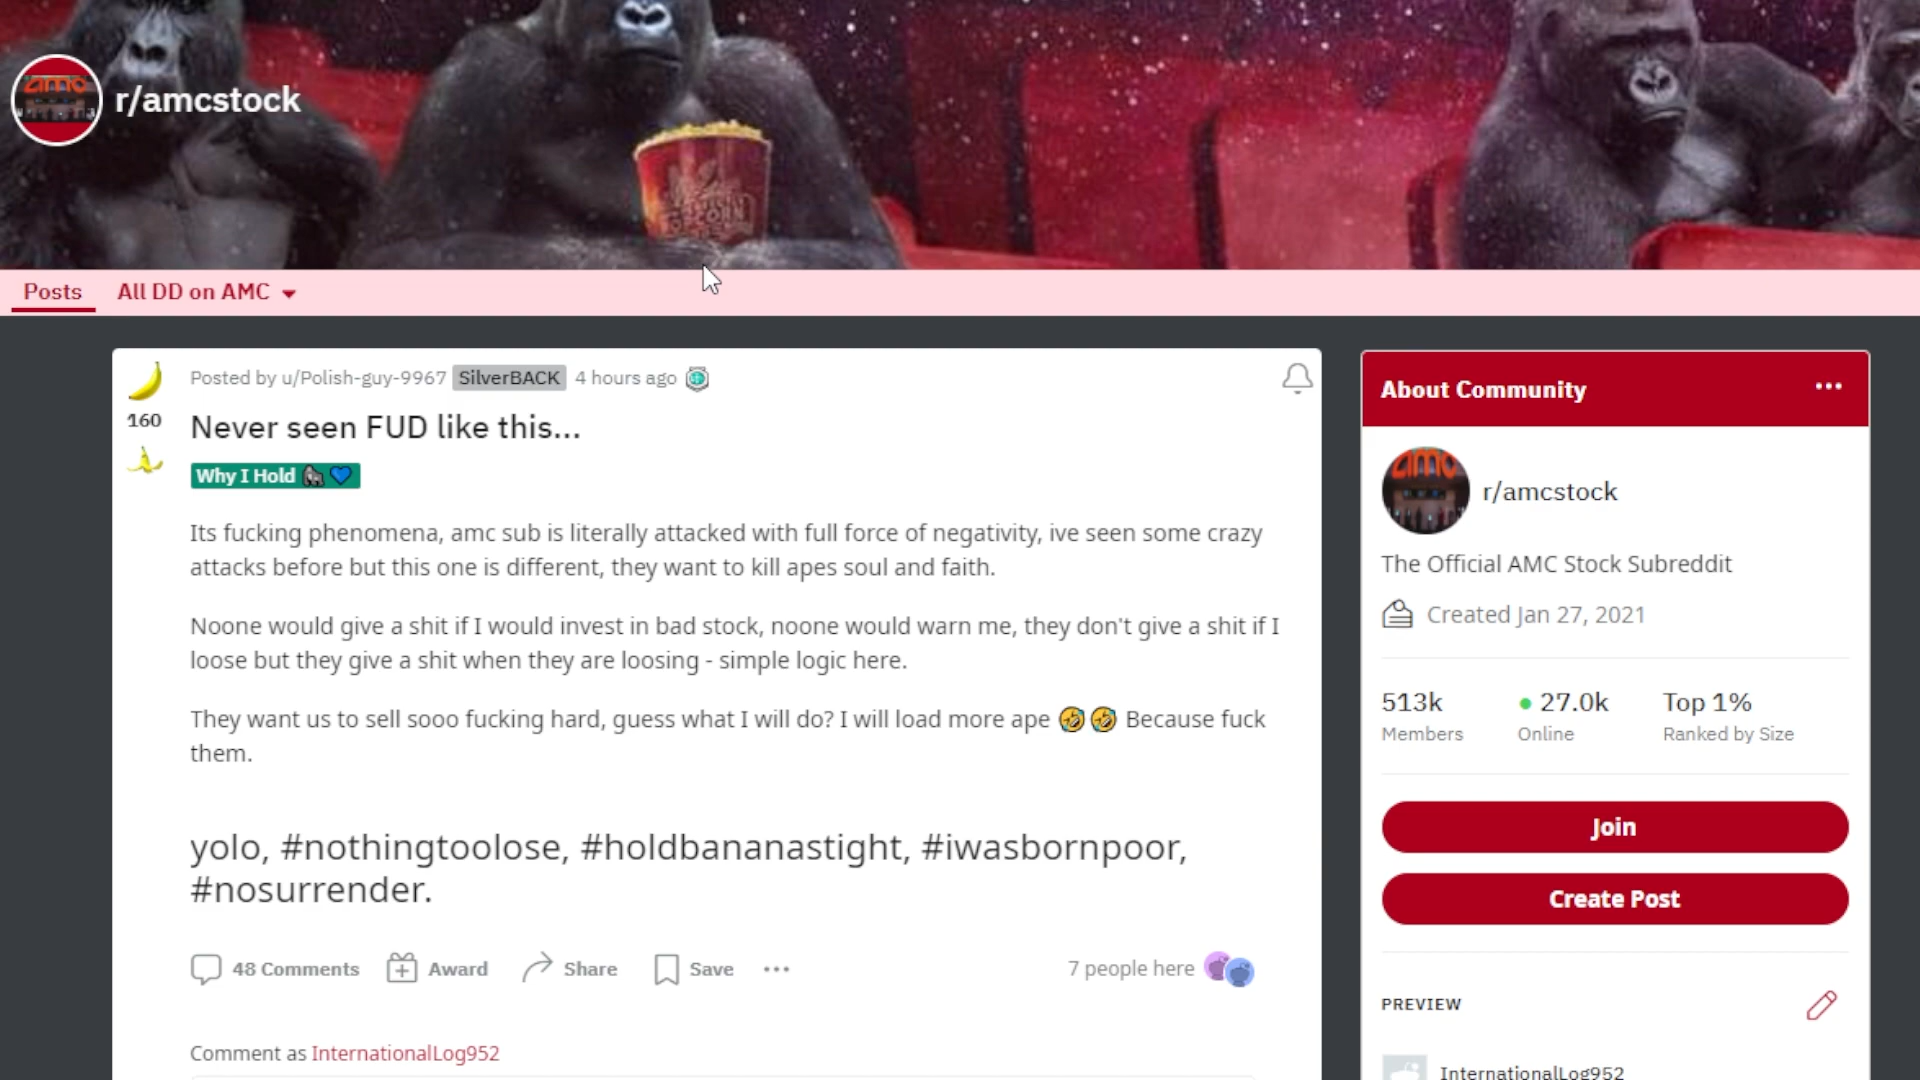 amc
r/amcstock
Posts
All DD on AMC
Posted by u/Polish-guy-9967 SilverBACK 4 hours ago
160
Never seen FUD like this...
Why I Hold 🦍💙
Its fucking phenomena, amc sub is literally attacked with full force of negativity, ive seen some crazy
attacks before but this one is different, they want to kill apes soul and faith.
Noone would give a shit if I would invest in bad stock, noone would warn me, they don't give a shit if I
loose but they give a shit when they are loosing - simple logic here.
They want us to sell sooo fucking hard, guess what I will do? I will load more ape 🤣🤣 Because fuck
them.
yolo, #nothingtoolose, #holdbananastight, #iwasbornpoor,
#nosurrender.
48 Comments
Award
Share
Save
7 people here
Comment as InternationalLog952
About Community
amc
r/amcstock
The Official AMC Stock Subreddit
Created Jan 27, 2021
513k
27.0k
Top 1%
Members
Online
Ranked by Size
Join
Create Post
PREVIEW
InternationalLog952